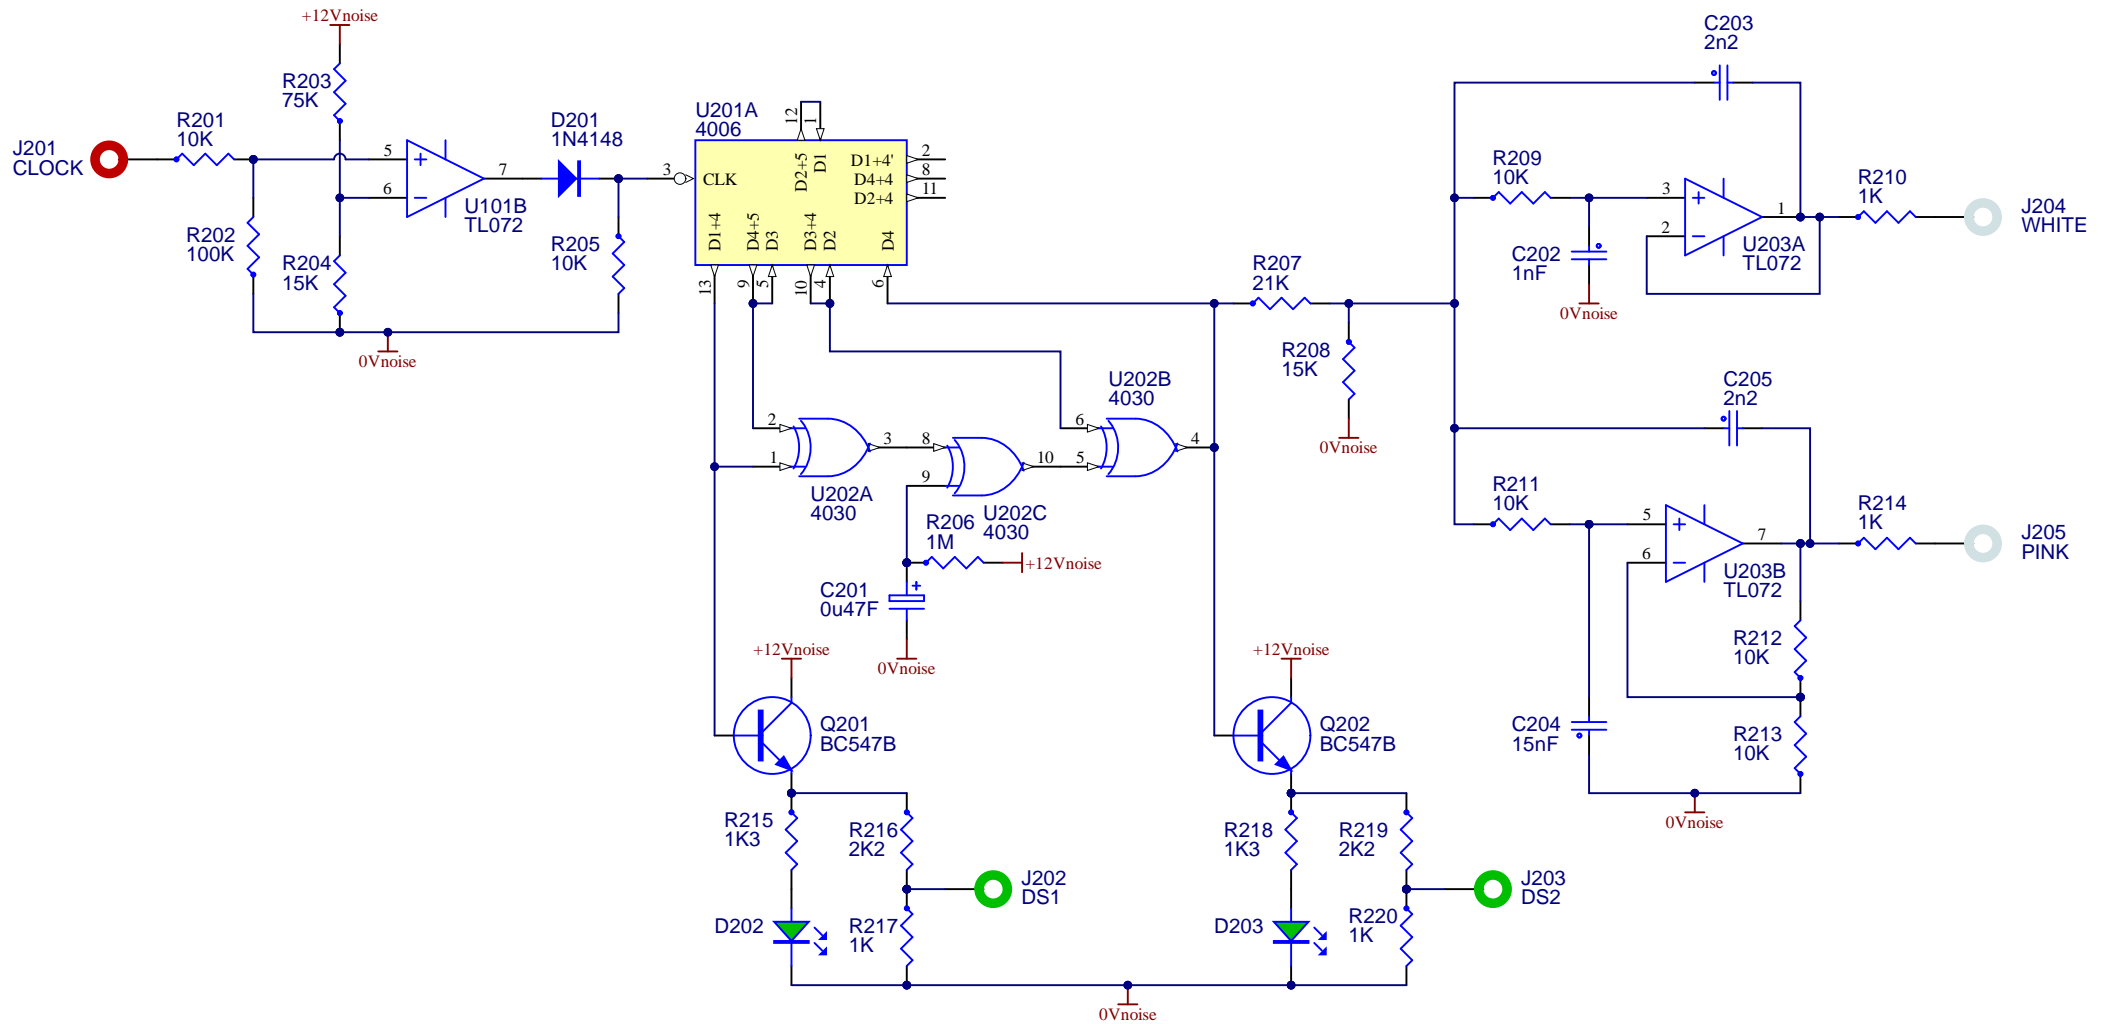 +12Vnoise
R203
75K
J201
CLOCK
R201
10K
R202
100K
R204
15K
0Vnoise
5
6
7
U101B
TL072
D201
1N4148
R205
10K
3
U201A
4006
12
1
D2+5
D1
CLK
D1+4'
D4+4
D2+4
2
8
11
D1+4
D4+5
D3
D3+4
D2
D4
13
9
5
10
4
6
R207
21K
R208
15K
0Vnoise
2
1
3
U202A
4030
8
9
10
U202C
4030
6
5
4
U202B
4030
R206
1M
+12Vnoise
C201
0u47F
0Vnoise
C203
2n2
R209
10K
C202
1nF
0Vnoise
3
2
1
U203A
TL072
R210
1K
J204
WHITE
C205
2n2
R211
10K
5
6
7
U203B
TL072
R214
1K
J205
PINK
R212
10K
R213
10K
C204
15nF
0Vnoise
+12Vnoise
Q201
BC547B
R215
1K3
R216
2K2
J202
DS1
D202
R217
1K
+12Vnoise
Q202
BC547B
R218
1K3
R219
2K2
J203
DS2
D203
R220
1K
0Vnoise